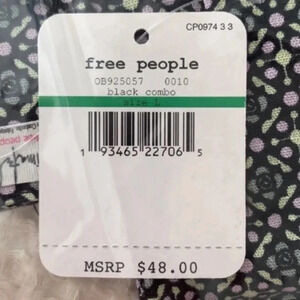 CP0974 3 3
free people
OB925057 0010
black combo
size L
1 93465 22706 5
MSRP $48.00